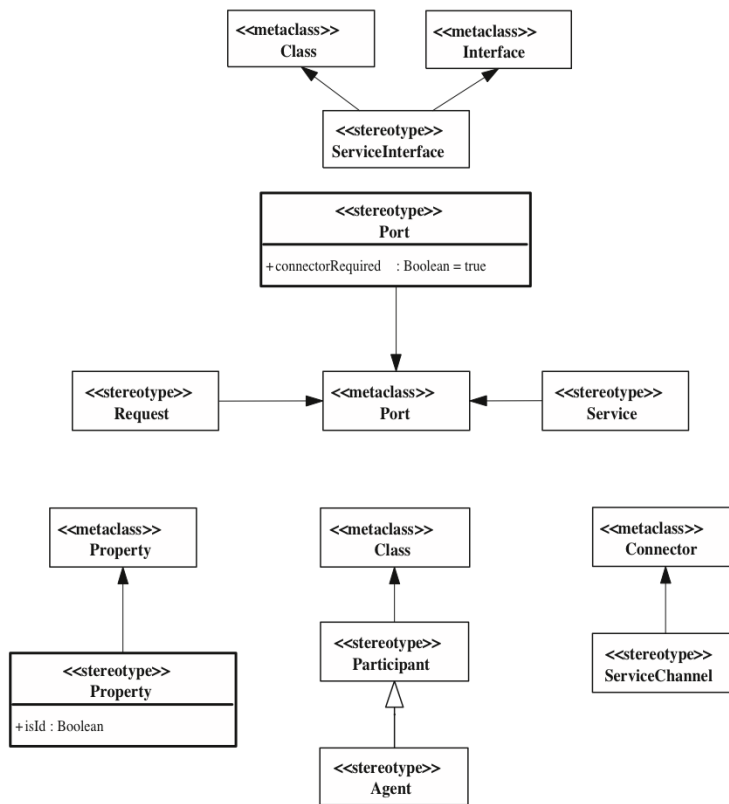 <<metaclass>>
Class
<<metaclass>>
Interface
<<stereotype>>
ServiceInterface
<<stereotype>>
Port
+connectorRequired : Boolean = true
<<stereotype>>
Request
<<metaclass>>
Port
<<stereotype>>
Service
<<metaclass>>
Property
<<metaclass>>
Class
<<metaclass>>
Connector
<<stereotype>>
Property
+isId : Boolean
<<stereotype>>
Participant
<<stereotype>>
ServiceChannel
<<stereotype>>
Agent